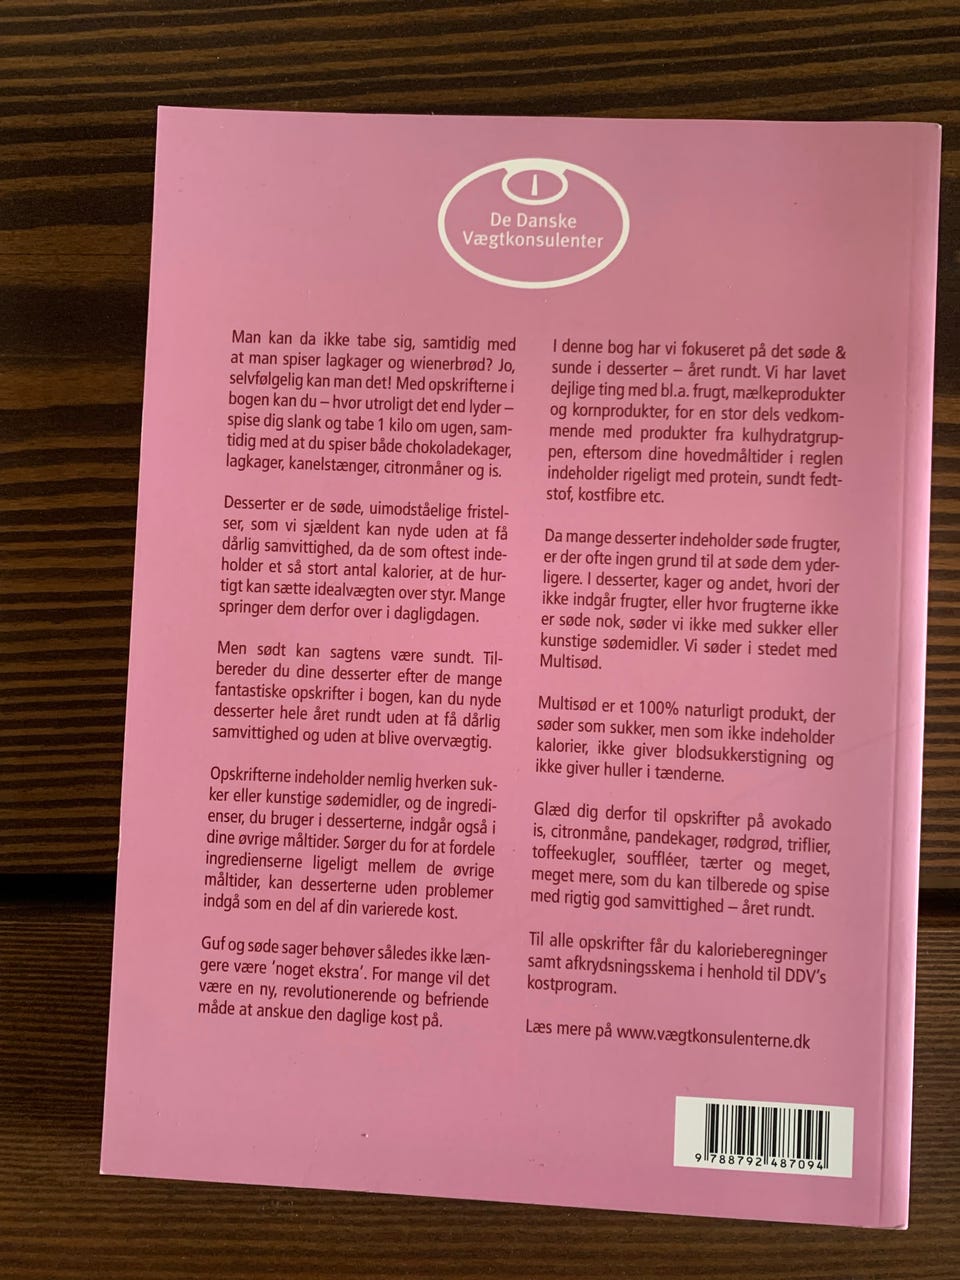 De Danske
Vægtkonsulenter
Man kan da ikke tabe sig, samtidig med
at man spiser lagkager og wienerbrød? Jo,
selvfølgelig kan man det! Med opskrifterne i
bogen kan du – hvor utroligt det end lyder –
spise dig slank og tabe 1 kilo om ugen, sam-
tidig med at du spiser både chokoladekager,
lagkager, kanelstænger, citronmåner og is.
Desserter er de søde, uimodståelige fristel-
ser, som vi sjældent kan nyde uden at få
dårlig samvittighed, da de som oftest inde-
holder et så stort antal kalorier, at de hur-
tigt kan sætte idealvægten over styr. Mange
springer dem derfor over i dagligdagen.
Men sødt kan sagtens være sundt. Til-
bereder du dine desserter efter de mange
fantastiske opskrifter i bogen, kan du nyde
desserter hele året rundt uden at få dårlig
samvittighed og uden at blive overvægtig.
Opskrifterne indeholder nemlig hverken suk-
ker eller kunstige sødemidler, og de ingredi-
enser, du bruger i desserterne, indgår også i
dine øvrige måltider. Sørger du for at fordele
ingredienserne ligeligt mellem de øvrige
måltider, kan desserterne uden problemer
indgå som en del af din varierede kost.
Guf og søde sager behøver således ikke læn-
gere være 'noget ekstra'. For mange vil det
være en ny, revolutionerende og befriende
måde at anskue den daglige kost på.
I denne bog har vi fokuseret på det søde &
sunde i desserter – året rundt. Vi har lavet
dejlige ting med bl.a. frugt, mælkeprodukter
og kornprodukter, for en stor dels vedkom-
mende med produkter fra kulhydratgrup-
pen, eftersom dine hovedmåltider i reglen
indeholder rigeligt med protein, sundt fedt-
stof, kostfibre etc.
Da mange desserter indeholder søde frugter,
er der ofte ingen grund til at søde dem yder-
ligere. I desserter, kager og andet, hvori der
ikke indgår frugter, eller hvor frugterne ikke
er søde nok, søder vi ikke med sukker eller
kunstige sødemidler. Vi søder i stedet med
Multisød.
Multisød er et 100% naturligt produkt, der
søder som sukker, men som ikke indeholder
kalorier, ikke giver blodsukkerstigning og
ikke giver huller i tænderne.
Glæd dig derfor til opskrifter på avokado
is, citronmåne, pandekager, rødgrød, triflier,
toffeekugler, souffléer, tærter og meget,
meget mere, som du kan tilberede og spise
med rigtig god samvittighed – året rundt.
Til alle opskrifter får du kalorieberegninger
samt afkrydsningsskema i henhold til DDV's
kostprogram.
Læs mere på www.vægtkonsulenterne.dk
9 788792 487094